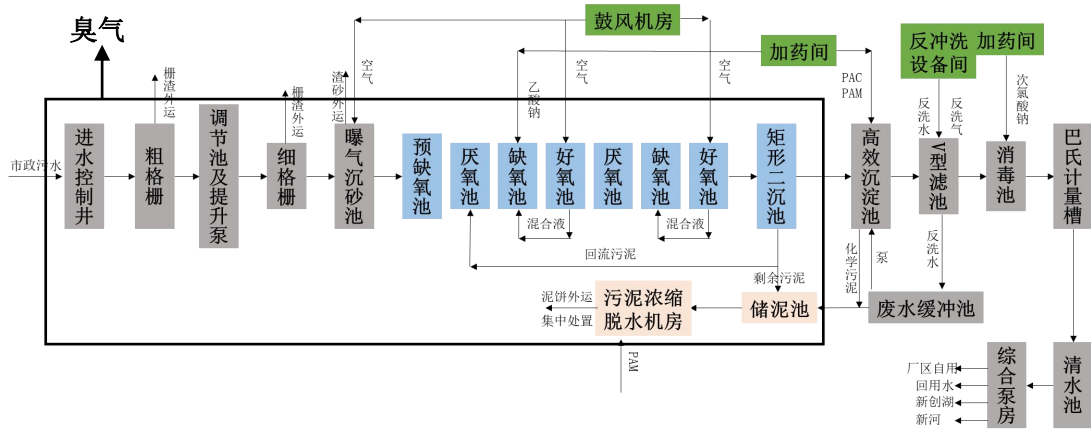 鼓风机房
臭气
加药间
反冲洗 加药间
设备间
栅渣外运
栅渣外运
渣砂外运
空气
乙酸钠
空气
空气
PAC
PAM
反洗水
反洗气
次氯酸钠
市政污水
进水控制井
粗格栅
调节池及提升泵
细格栅
曝气沉砂池
预缺氧池
厌氧池
缺氧池
好氧池
厌氧池
缺氧池
好氧池
矩形二沉池
高效沉淀池
V型滤池
消毒池
巴氏计量槽
混合液
混合液
回流污泥
剩余污泥
化学污泥
泵
反洗水
泥饼外运
集中处置
污泥浓缩
脱水机房
储泥池
废水缓冲池
PAM
厂区自用
回用水
新创湖
新河
综合泵房
清水池